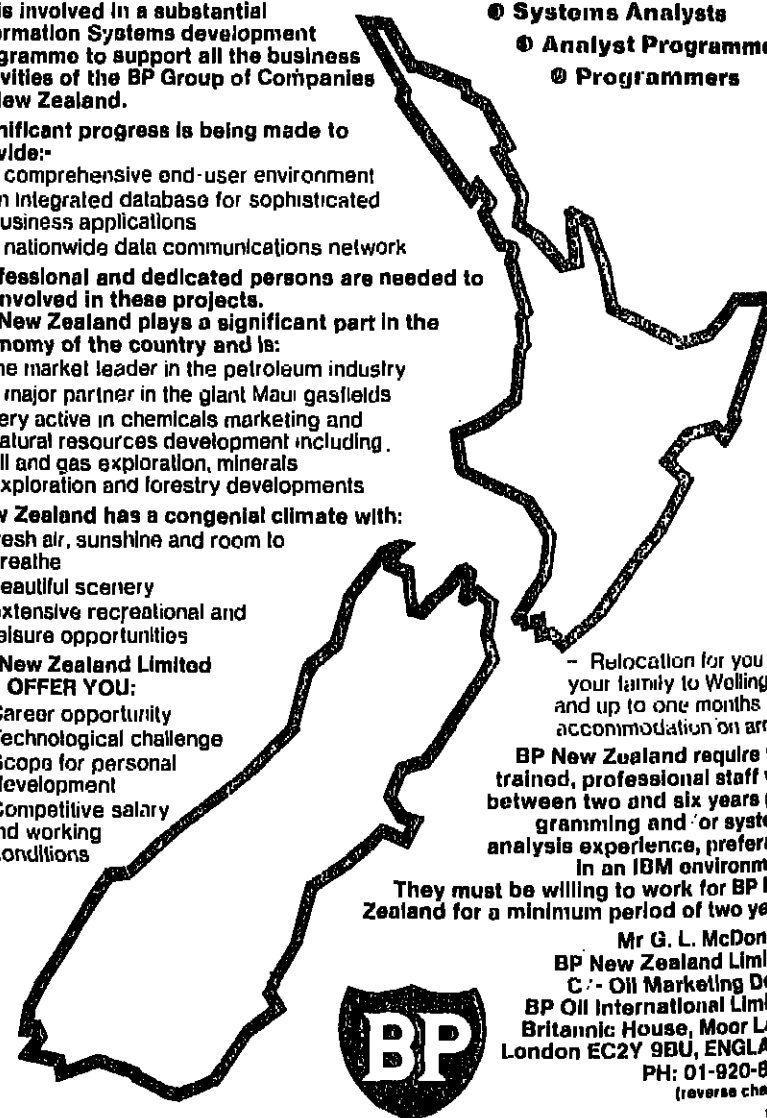 is involved in a substantial
ormation Systems development
gramme to support all the business
vities of the BP Group of Companies
New Zealand.
nificant progress is being made to
vide:-
comprehensive end-user environment
n integrated database for sophisticated
usiness applications
nationwide data communications network
fessional and dedicated persons are needed to
nvolved in these projects.
New Zealand plays a significant part in the
nomy of the country and is:
he market leader in the petroleum industry
major partner in the giant Maui gasfields
ery active in chemicals marketing and
atural resources development including
il and gas exploration, minerals
xploration and forestry developments
w Zealand has a congenial climate with:
resh air, sunshine and room to
reathe
eautiful scenery
xtensive recreational and
eisure opportunities
New Zealand Limited
OFFER YOU:
Career opportunity
Technological challenge
Scope for personal
development
Competitive salary
nd working
onditions
Systems Analysts
Analyst Programme
Programmers
- Relocation for you
your family to Welling
and up to one months
accommodation on arr
BP New Zealand require
trained, professional staff
between two and six years
gramming and/or syste
analysis experience, prefer
in an IBM environm
They must be willing to work for BP
Zealand for a minimum period of two ye
Mr G. L. McDon
BP New Zealand Limi
C/- Oil Marketing D
BP Oil International Limi
Britannic House, Moor L
London EC2Y 9BU, ENGLA
PH: 01-920-8
(reverse cha
BP